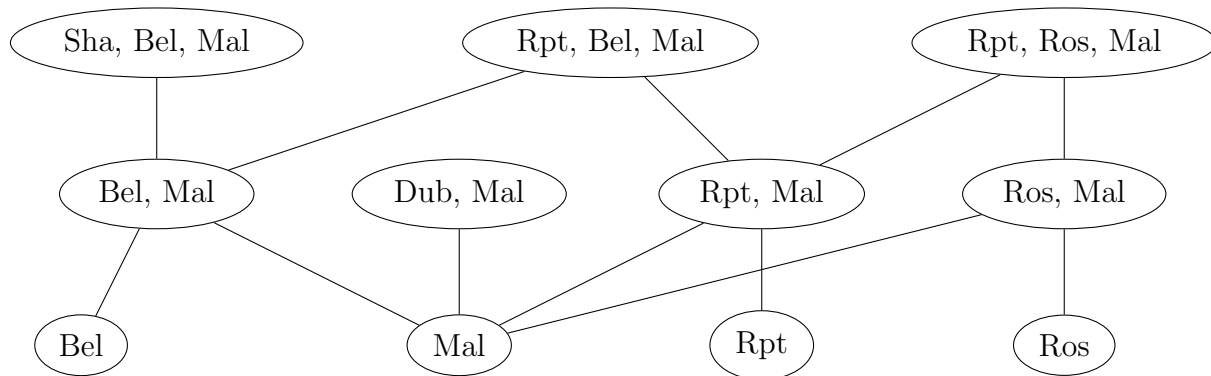 Sha, Bel, Mal
Rpt, Bel, Mal
Rpt, Ros, Mal
Bel, Mal
Dub, Mal
Rpt, Mal
Ros, Mal
Bel
Mal
Rpt
Ros